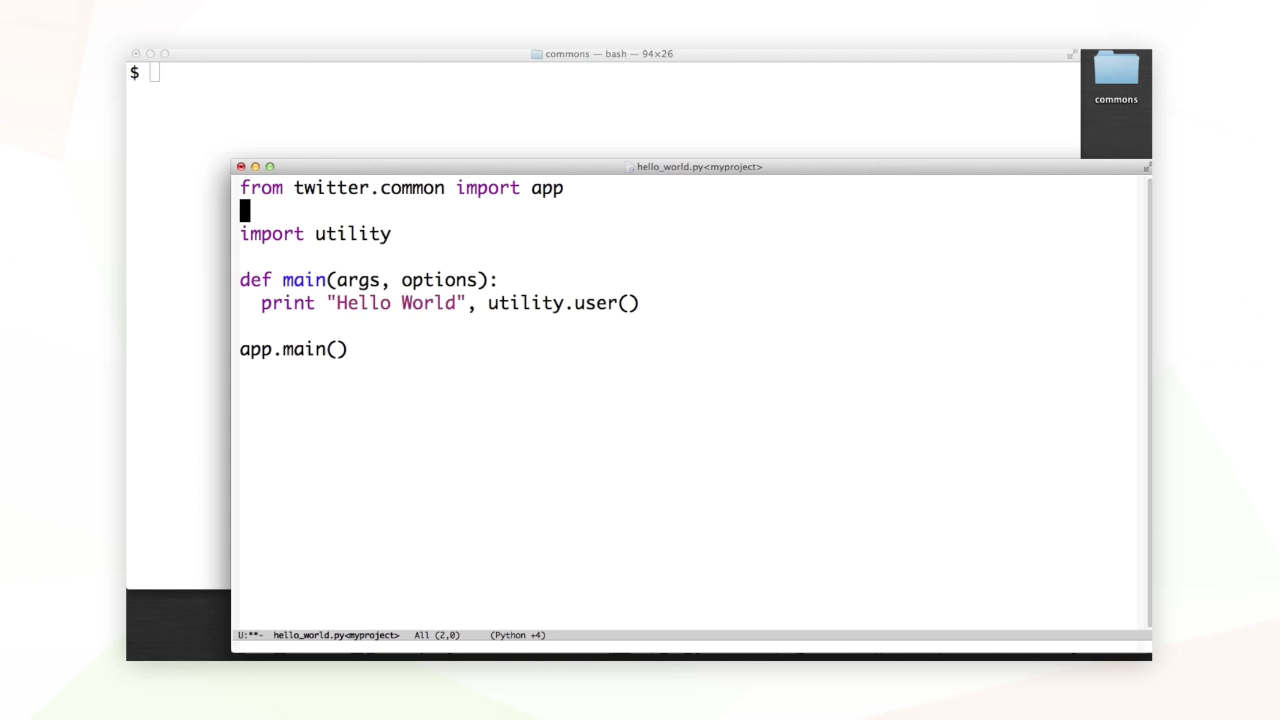 commons — bash — 94×26
$
commons
hello_world.py<myproject>
from twitter.common import app
import utility
def main(args, options):
print "Hello World", utility.user()
app.main()
U:**- hello_world.py<myproject> All (2,0) (Python +4)